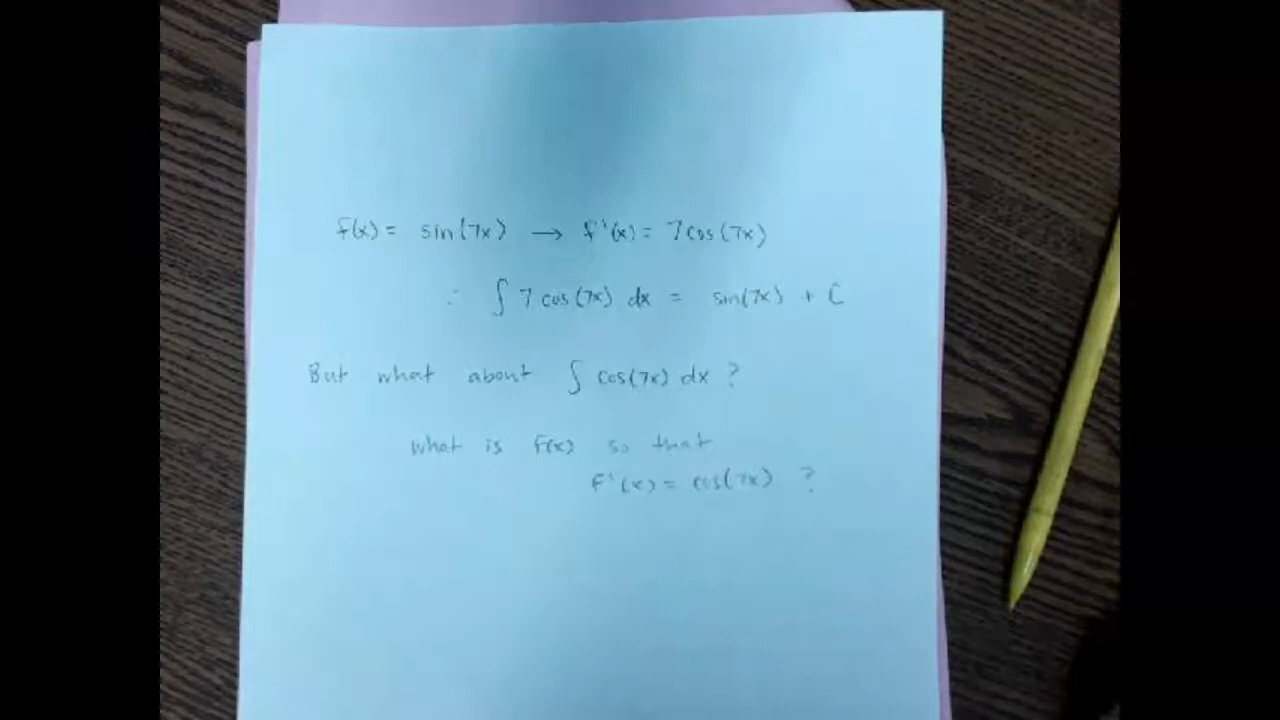 f(x) = sin(7x) → f'(x) = 7cos(7x)
∴ ∫ 7 cos(7x) dx = sin(7x) + C
But what about ∫ cos(7x) dx ?
what is f(x) so that
f'(x) = cos(7x) ?